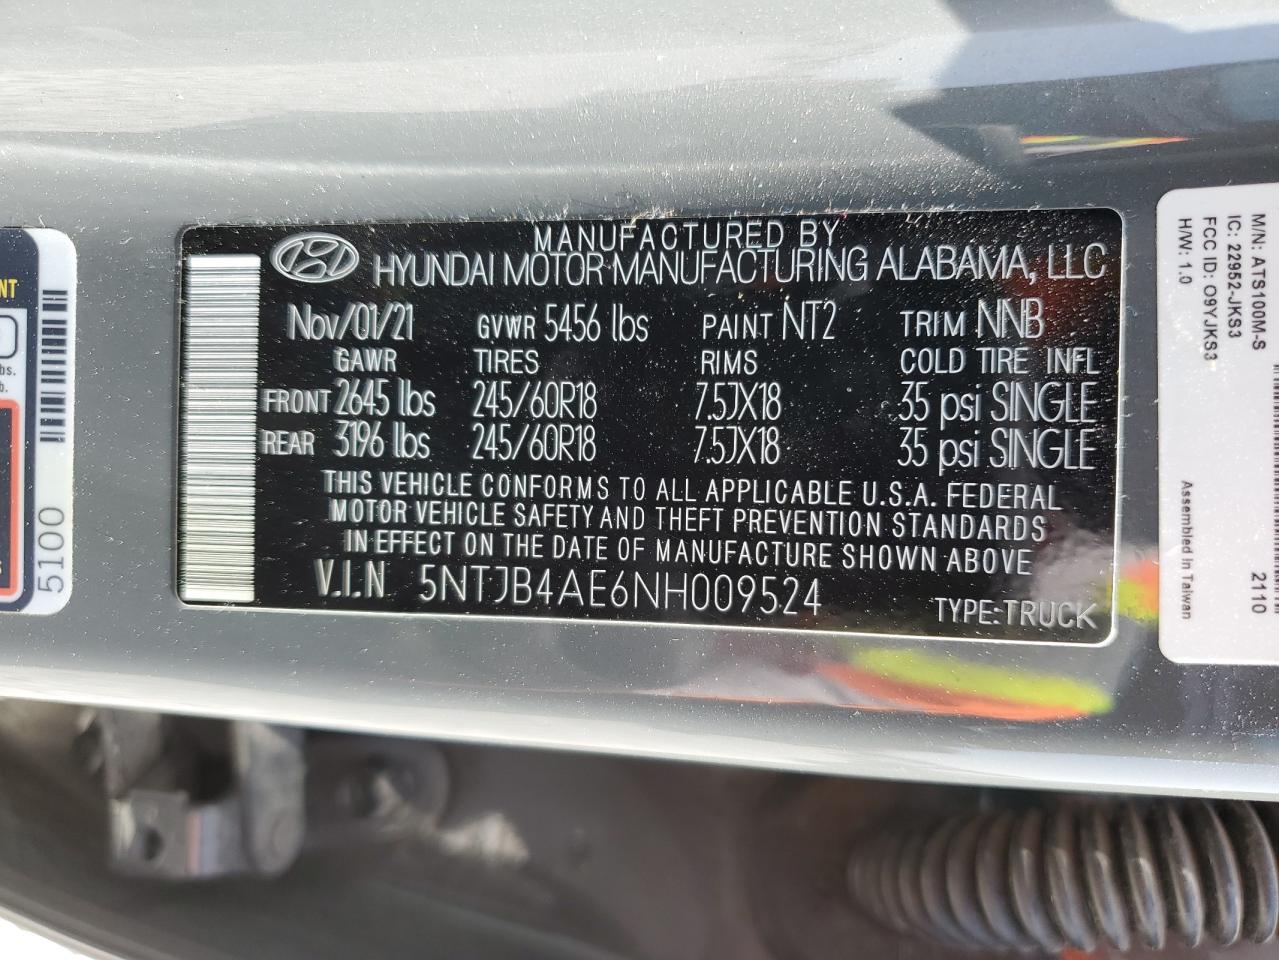 MANUFACTURED BY
HYUNDAI MOTOR MANUFACTURING ALABAMA, LLC
Nov/01/21 GVWR 5456 lbs PAINT NT2 TRIM NNB
GAWR TIRES RIMS COLD TIRE INFL
FRONT 2645 lbs 245/60R18 7.5JX18 35 psi SINGLE
REAR 3196 lbs 245/60R18 7.5JX18 35 psi SINGLE
THIS VEHICLE CONFORMS TO ALL APPLICABLE U.S.A. FEDERAL
MOTOR VEHICLE SAFETY AND THEFT PREVENTION STANDARDS
IN EFFECT ON THE DATE OF MANUFACTURE SHOWN ABOVE
V.I.N 5NTJB4AE6NH009524
TYPE:TRUCK
5100
NT
bs.
b.
S
M/N: ATS100M-S
IC: 22952-JKS3
FCC ID: O9YJKS3
H/W: 1.0
Assembled In Taiwan
2110